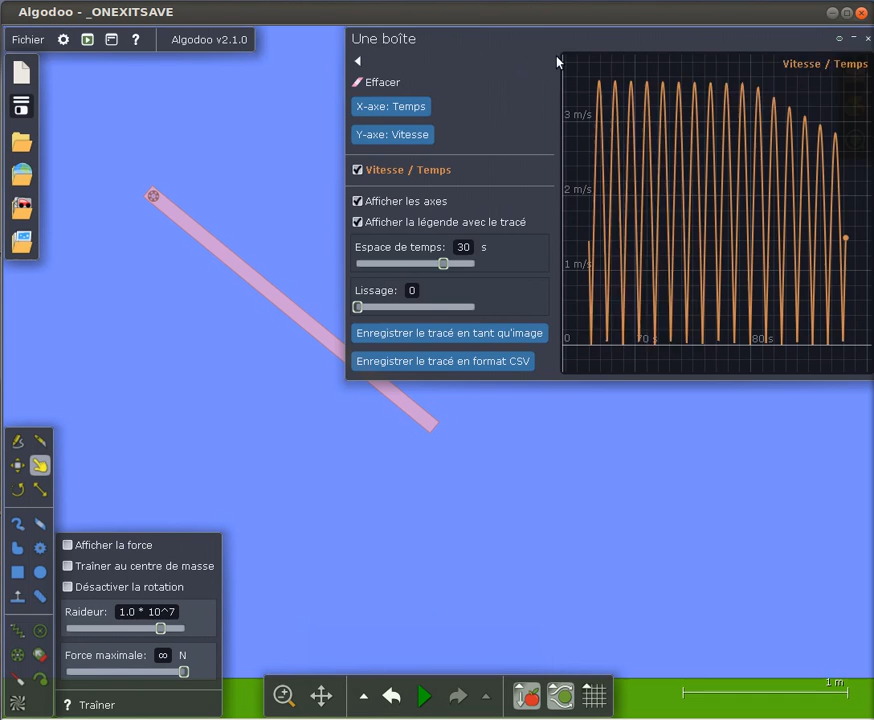 Algodoo - _ONEXITSAVE
Fichier
?
Algodoo v2.1.0
Une boîte
Effacer
X-axe: Temps
Y-axe: Vitesse
Vitesse / Temps
Afficher les axes
Afficher la légende avec le tracé
Espace de temps: 30 s
Lissage: 0
Enregistrer le tracé en tant qu'image
Enregistrer le tracé en format CSV
Vitesse / Temps
3 m/s
2 m/s
1 m/s
0
70 s
80 s
Afficher la force
Traîner au centre de masse
Désactiver la rotation
Raideur: 1.0 * 10^7
Force maximale: ∞ N
? Traîner
1 m